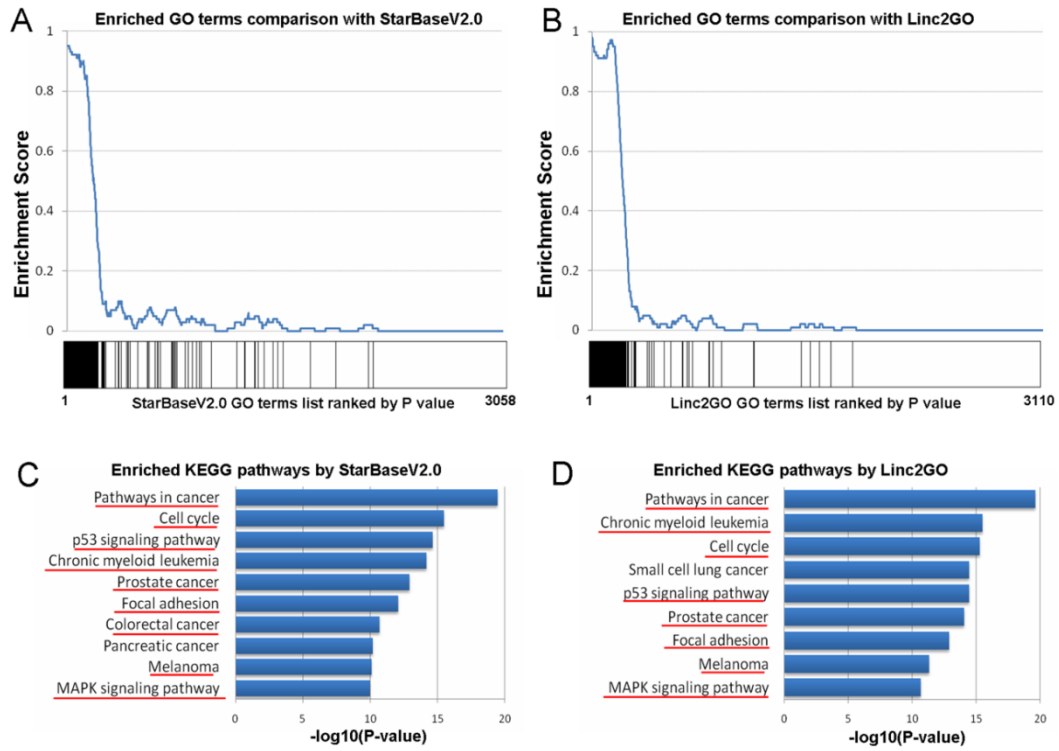 A
Enriched GO terms comparison with StarBaseV2.0
Enrichment Score
1
0.8
0.6
0.4
0.2
0
1
3058
StarBaseV2.0 GO terms list ranked by P value
B
Enriched GO terms comparison with Linc2GO
Enrichment Score
1
0.8
0.6
0.4
0.2
0
1
3110
Linc2GO GO terms list ranked by P value
C
Enriched KEGG pathways by StarBaseV2.0
Pathways in cancer
Cell cycle
p53 signaling pathway
Chronic myeloid leukemia
Prostate cancer
Focal adhesion
Colorectal cancer
Pancreatic cancer
Melanoma
MAPK signaling pathway
0 5 10 15 20
-log10(P-value)
D
Enriched KEGG pathways by Linc2GO
Pathways in cancer
Chronic myeloid leukemia
Cell cycle
Small cell lung cancer
p53 signaling pathway
Prostate cancer
Focal adhesion
Melanoma
MAPK signaling pathway
0 5 10 15 20
-log10(P-value)